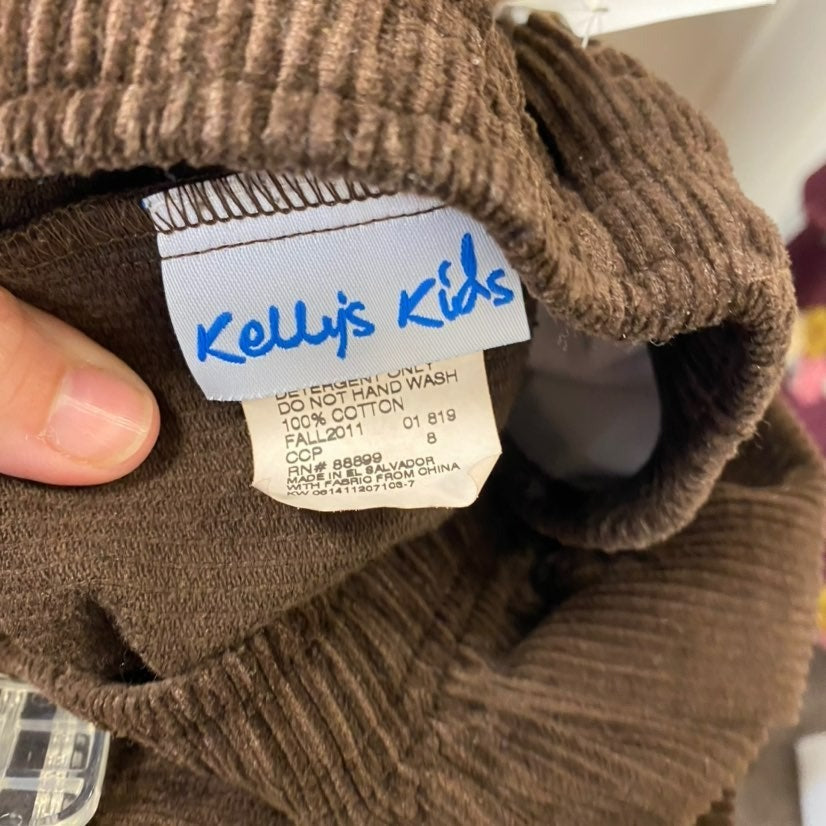 Kelly's Kids
DETERGENT ONLY
DO NOT HAND WASH
100% COTTON
FALL2011 01 819
CCP 8
RN# 88899
MADE IN EL SALVADOR
WITH FABRIC FROM CHINA